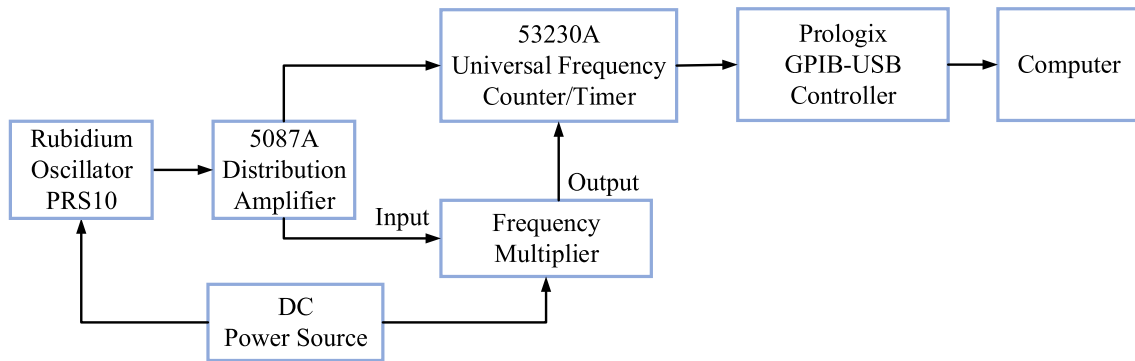 53230A
Universal Frequency
Counter/Timer
Prologix
GPIB-USB
Controller
Computer
Rubidium
Oscillator
PRS10
5087A
Distribution
Amplifier
Input
Output
Frequency
Multiplier
DC
Power Source